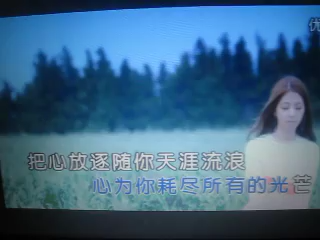 优
把心放逐随你天涯流浪
心为你耗尽所有的光芒